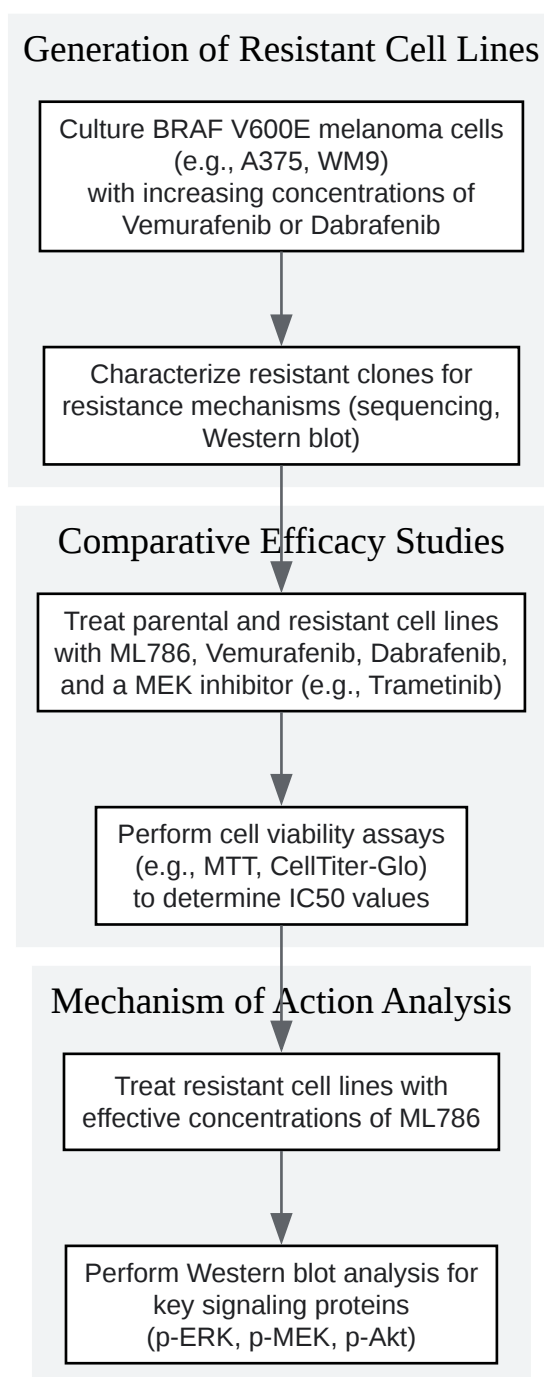 Generation of Resistant Cell Lines
Culture BRAF V600E melanoma cells
(e.g., A375, WM9)
with increasing concentrations of
Vemurafenib or Dabrafenib
Characterize resistant clones for
resistance mechanisms (sequencing,
Western blot)
Comparative Efficacy Studies
Treat parental and resistant cell lines
with ML786, Vemurafenib, Dabrafenib,
and a MEK inhibitor (e.g., Trametinib)
Perform cell viability assays
(e.g., MTT, CellTiter-Glo)
to determine IC50 values
Mechanism of Action Analysis
Treat resistant cell lines with
effective concentrations of ML786
Perform Western blot analysis for
key signaling proteins
(p-ERK, p-MEK, p-Akt)